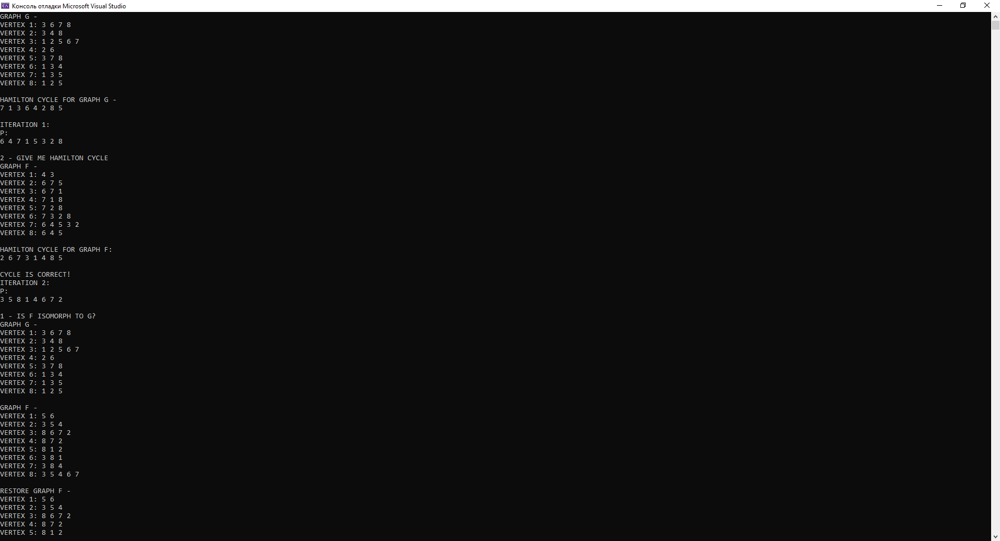 Консоль отладки Microsoft Visual Studio
GRAPH G -
VERTEX 1: 3 6 7 8
VERTEX 2: 3 4 8
VERTEX 3: 1 2 5 6 7
VERTEX 4: 2 6
VERTEX 5: 3 7 8
VERTEX 6: 1 3 4
VERTEX 7: 1 3 5
VERTEX 8: 1 2 5
HAMILTON CYCLE FOR GRAPH G -
7 1 3 6 4 2 8 5
ITERATION 1:
P:
6 4 7 1 5 3 2 8
2 - GIVE ME HAMILTON CYCLE
GRAPH F -
VERTEX 1: 4 3
VERTEX 2: 6 7 5
VERTEX 3: 6 7 1
VERTEX 4: 7 1 8
VERTEX 5: 7 2 8
VERTEX 6: 7 3 2 8
VERTEX 7: 6 4 5 3 2
VERTEX 8: 6 4 5
HAMILTON CYCLE FOR GRAPH F:
2 6 7 3 1 4 8 5
CYCLE IS CORRECT!
ITERATION 2:
P:
3 5 8 1 4 6 7 2
1 - IS F ISOMORPH TO G?
GRAPH G -
VERTEX 1: 3 6 7 8
VERTEX 2: 3 4 8
VERTEX 3: 1 2 5 6 7
VERTEX 4: 2 6
VERTEX 5: 3 7 8
VERTEX 6: 1 3 4
VERTEX 7: 1 3 5
VERTEX 8: 1 2 5
GRAPH F -
VERTEX 1: 5 6
VERTEX 2: 3 5 4
VERTEX 3: 8 6 7 2
VERTEX 4: 8 7 2
VERTEX 5: 8 1 2
VERTEX 6: 3 8 1
VERTEX 7: 3 8 4
VERTEX 8: 3 5 4 6 7
RESTORE GRAPH F -
VERTEX 1: 5 6
VERTEX 2: 3 5 4
VERTEX 3: 8 6 7 2
VERTEX 4: 8 7 2
VERTEX 5: 8 1 2